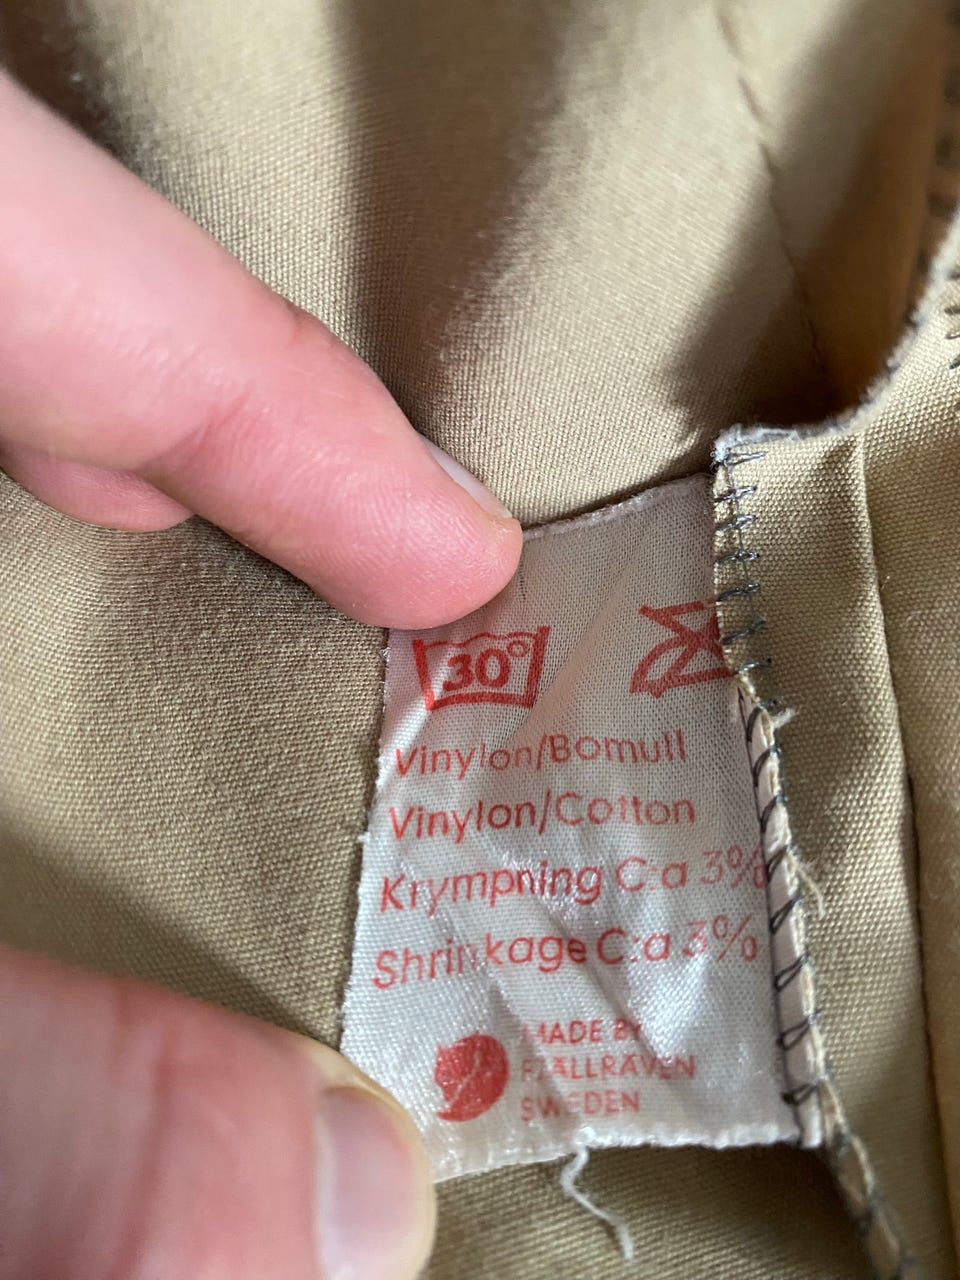 30°
Vinylon/Bomull
Vinylon/Cotton
Krympning C:a 3%
Shrinkage C:a 3%
MADE BY
FJÄLLRÄVEN
SWEDEN